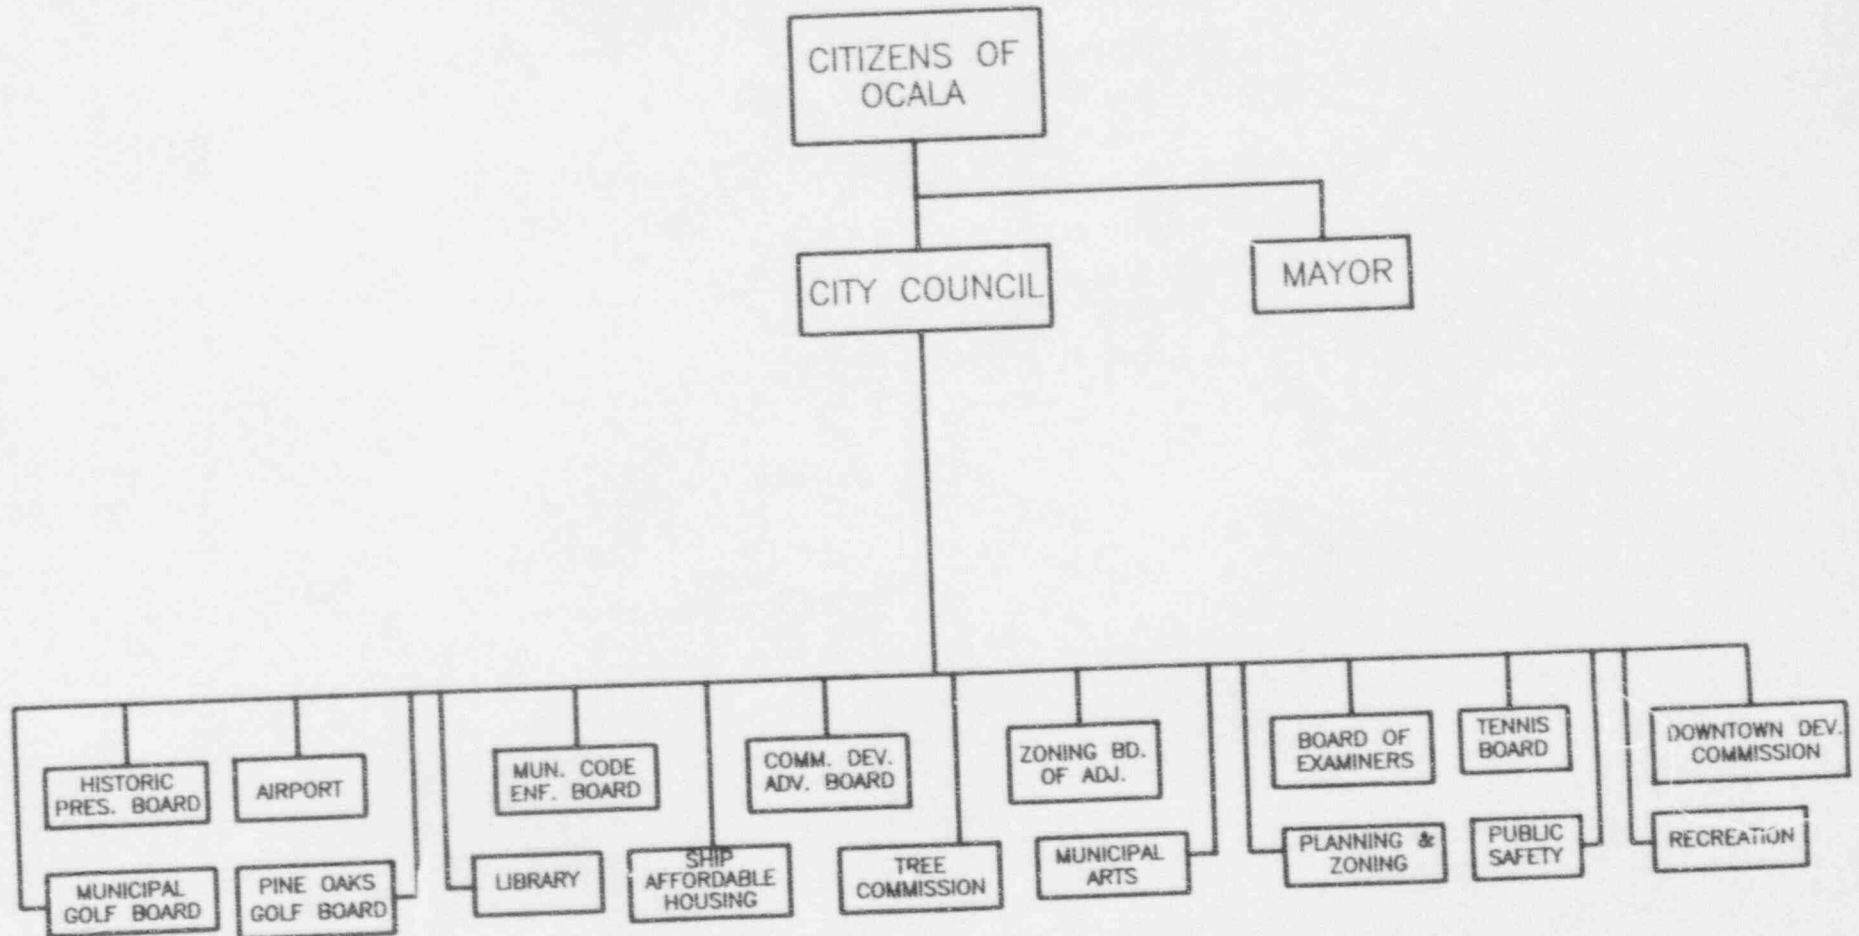 CITIZENS OF
OCALA
CITY COUNCIL
MAYOR
HISTORIC
PRES. BOARD
AIRPORT
MUN. CODE
ENF. BOARD
COMM. DEV.
ADV. BOARD
ZONING BD.
OF ADJ.
BOARD OF
EXAMINERS
TENNIS
BOARD
DOWNTOWN DEV.
COMMISSION
MUNICIPAL
GOLF BOARD
PINE OAKS
GOLF BOARD
LIBRARY
SHIP
AFFORDABLE
HOUSING
TREE
COMMISSION
MUNICIPAL
ARTS
PLANNING &
ZONING
PUBLIC
SAFETY
RECREATION